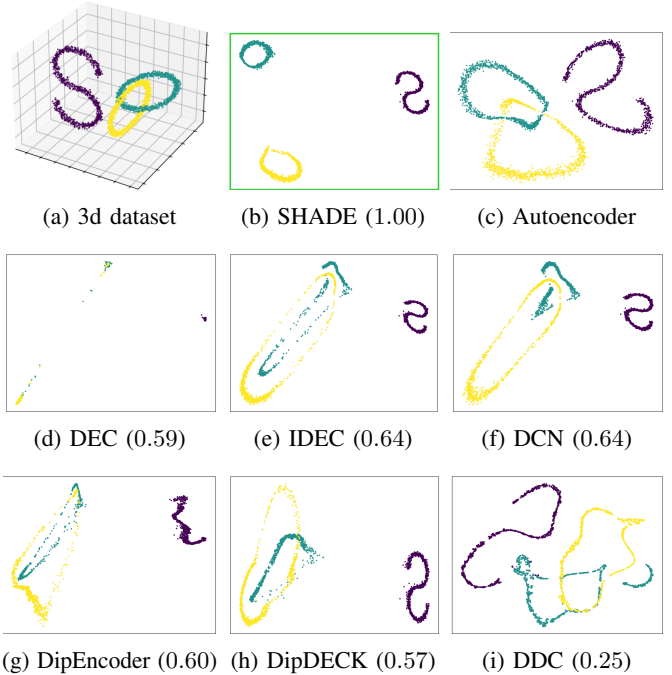 (a) 3d dataset
(b) SHADE (1.00)
(c) Autoencoder
(d) DEC (0.59)
(e) IDEC (0.64)
(f) DCN (0.64)
(g) DipEncoder (0.60)
(h) DipDECK (0.57)
(i) DDC (0.25)